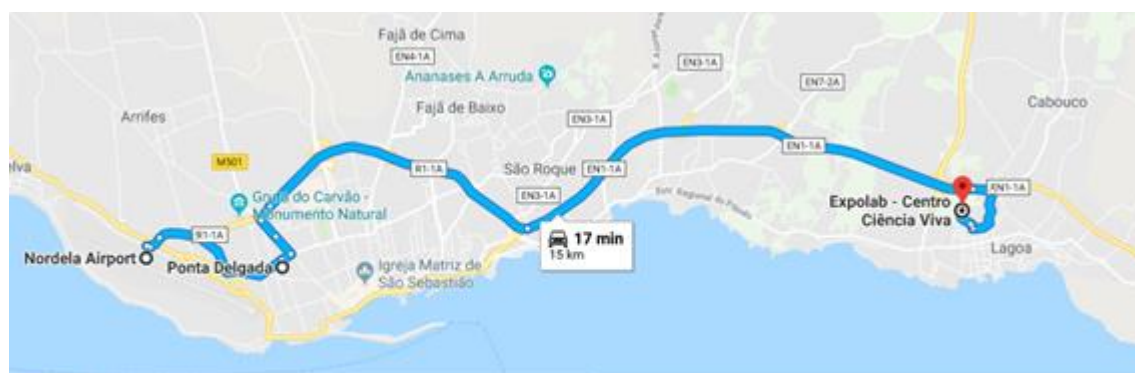 Fajã de Cima
EN4-1A
EN3-1A
Ananases A Arruda
EN7-2A
Cabouco
Fajã de Baixo
Arrifes
EN3-1A
EN1-1A
M501
R1-1A
São Roque
EN1-1A
elva
EN3-1A
EN1-1A
Gruta do Carvão -
Monumento Natural
Expolab - Centro
Ciência Viva
R1-1A
17 min
15 km
Lagoa
Nordela Airport
Ponta Delgada
Igreja Matriz de
São Sebastião